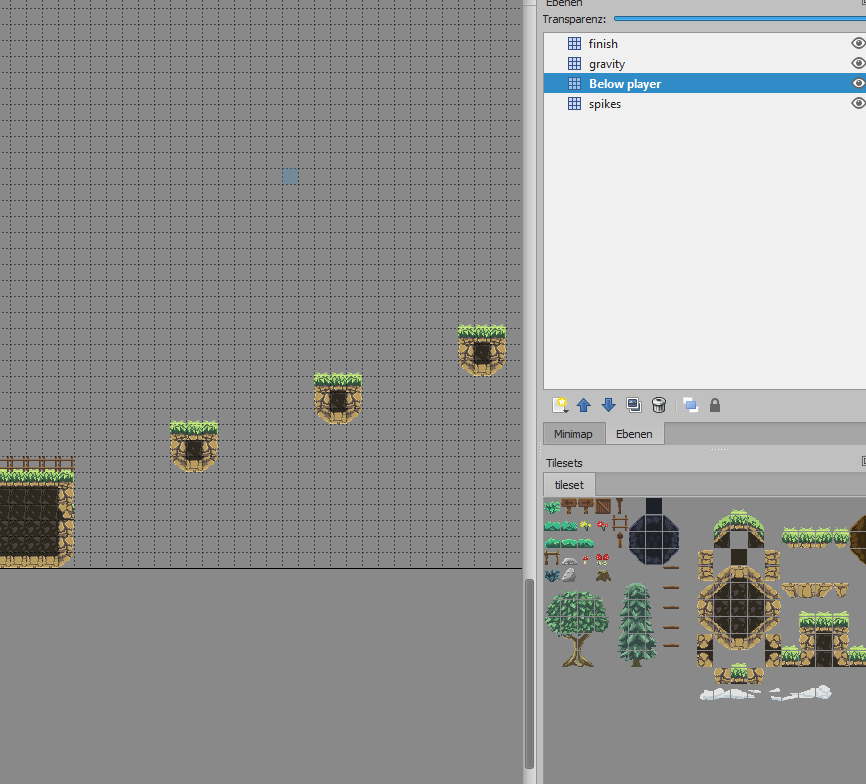 Ebenen
Transparenz:
finish
gravity
Below player
spikes
Minimap
Ebenen
Tilesets
tileset